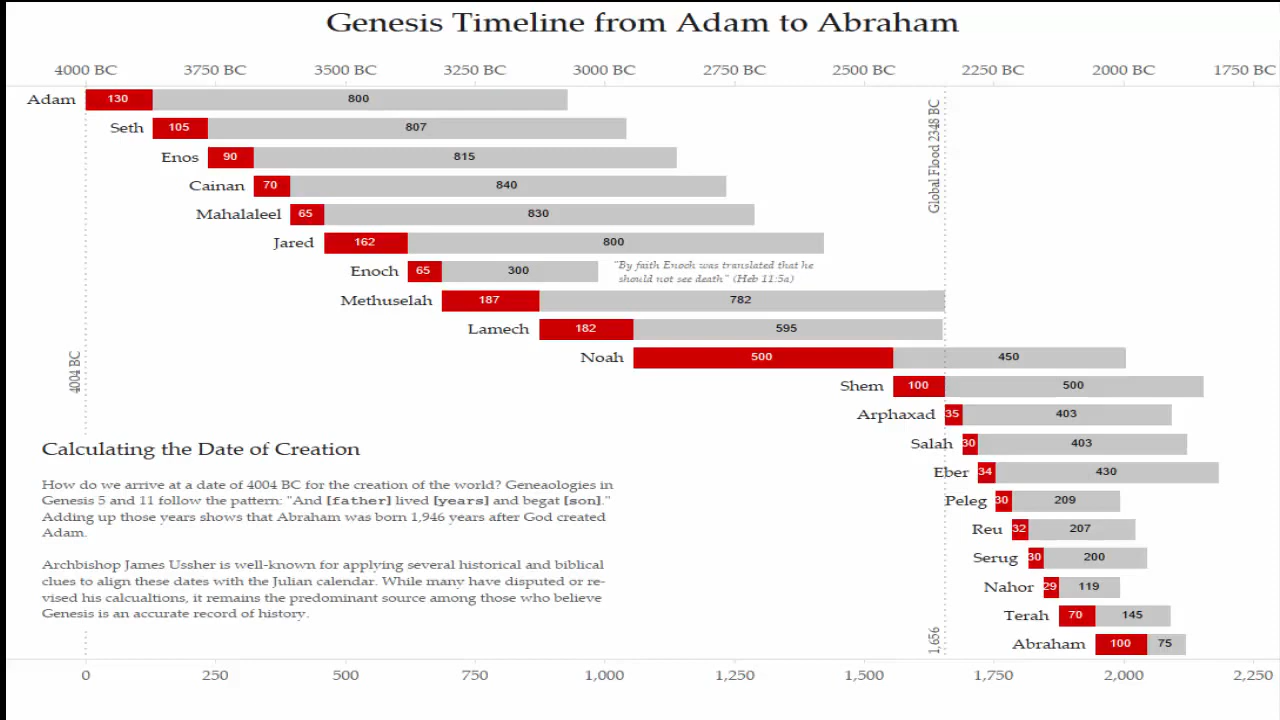 Genesis Timeline from Adam to Abraham
4000 BC 3750 BC 3500 BC 3250 BC 3000 BC 2750 BC 2500 BC 2250 BC 2000 BC 1750 BC
Adam 130 800
Seth 105 807
Enos 90 815
Cainan 70 840
Mahalaleel 65 830
Jared 162 800
Enoch 65 300
"By faith Enoch was translated that he
should not see death" (Heb 11:5a)
Methuselah 187 782
Lamech 182 595
Noah 500 450
Shem 100 500
Arphaxad 35 403
Salah 30 403
Eber 34 430
Peleg 30 209
Reu 32 207
Serug 30 200
Nahor 29 119
Terah 70 145
Abraham 100 75
Global Flood 2348 BC
4004 BC
1,656
Calculating the Date of Creation
How do we arrive at a date of 4004 BC for the creation of the world? Geneaologies in
Genesis 5 and 11 follow the pattern: "And [father] lived [years] and begat [son]."
Adding up those years shows that Abraham was born 1,946 years after God created
Adam.
Archbishop James Ussher is well-known for applying several historical and biblical
clues to align these dates with the Julian calendar. While many have disputed or re-
vised his calcualtions, it remains the predominant source among those who believe
Genesis is an accurate record of history.
0 250 500 750 1,000 1,250 1,500 1,750 2,000 2,250